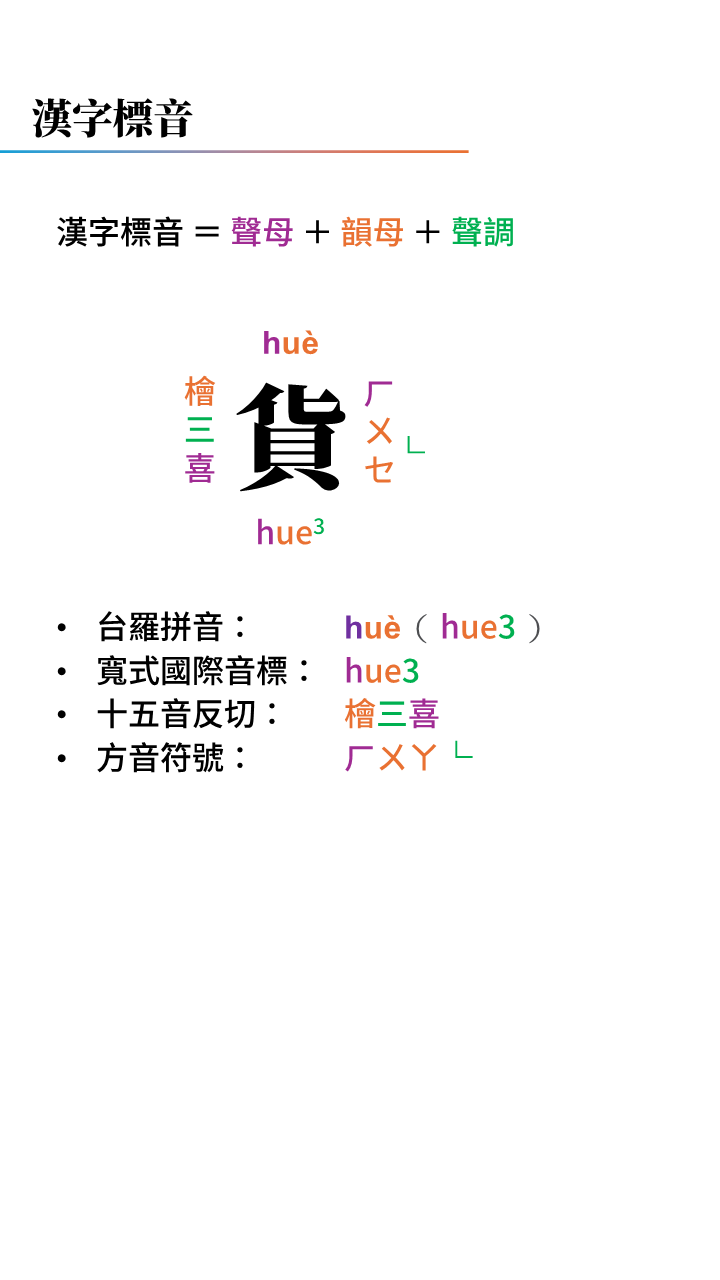 漢字標音
漢字標音 = 聲母 + 韻母 + 聲調
huè
檜三喜
貨
ㄏㄨㄝ ㄴ
hue3
• 台羅拼音： huè（hue3）
• 寬式國際音標： hue3
• 十五音反切： 檜三喜
• 方音符號： ㄏㄨㄚ ㄴ